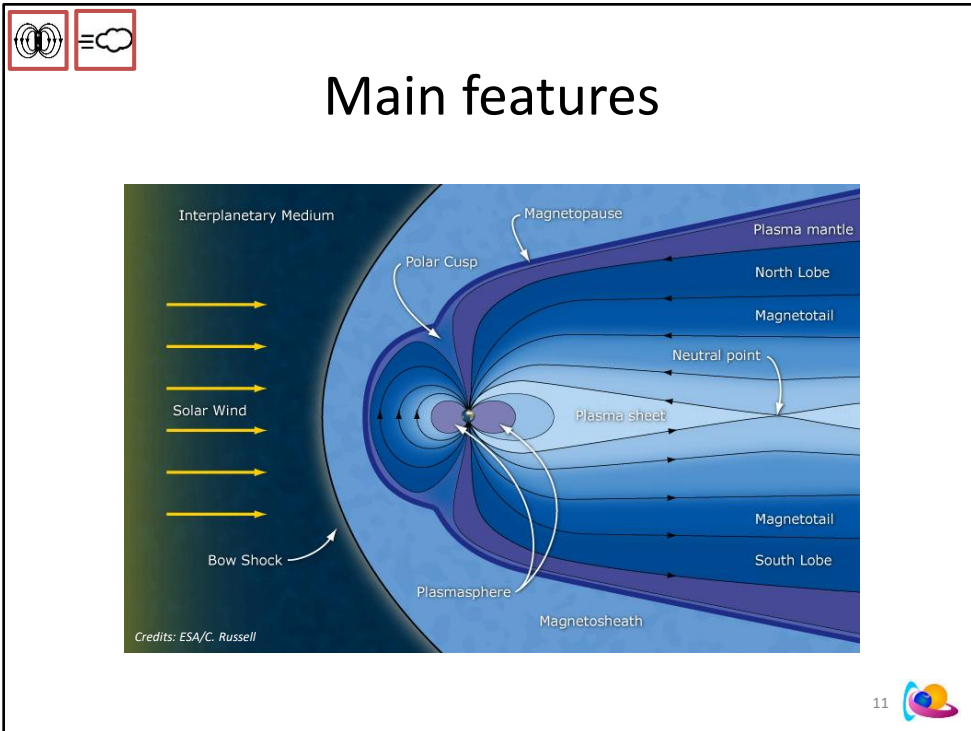 Main features
Interplanetary Medium
Magnetopause
Plasma mantle
Polar Cusp
North Lobe
Magnetotail
Neutral point
Solar Wind
Plasma sheet
Magnetotail
Bow Shock
South Lobe
Plasmasphere
Magnetosheath
Credits: ESA/C. Russell
11